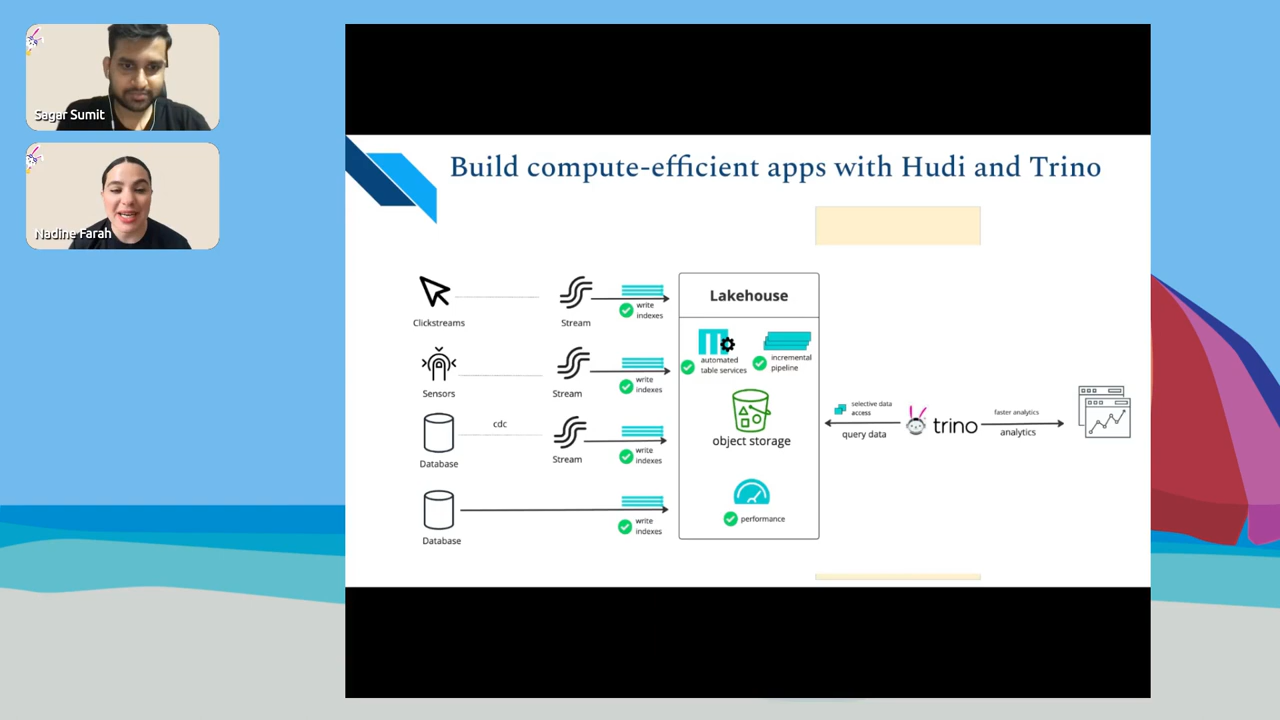 Sagar Sumit
Nadine Farah
Build compute-efficient apps with Hudi and Trino
Clickstreams
Stream
write
indexes
Sensors
Stream
write
indexes
cdc
Database
Stream
write
indexes
Database
write
indexes
Lakehouse
automated
table services
incremental
pipeline
object storage
performance
selective data
access
query data
trino
faster analytics
analytics